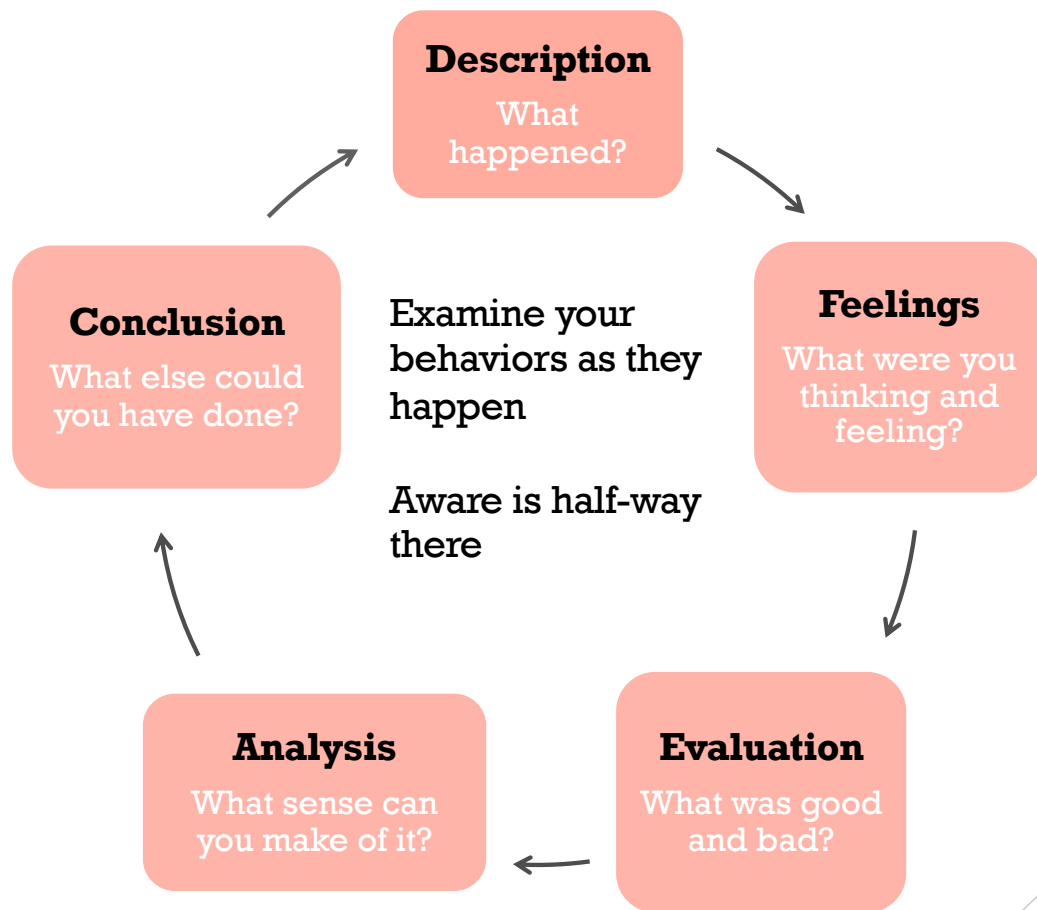 Description
What
happened?
Feelings
What were you
thinking and
feeling?
Evaluation
What was good
and bad?
Analysis
What sense can
you make of it?
Conclusion
What else could
you have done?
Examine your
behaviors as they
happen
Aware is half-way
there